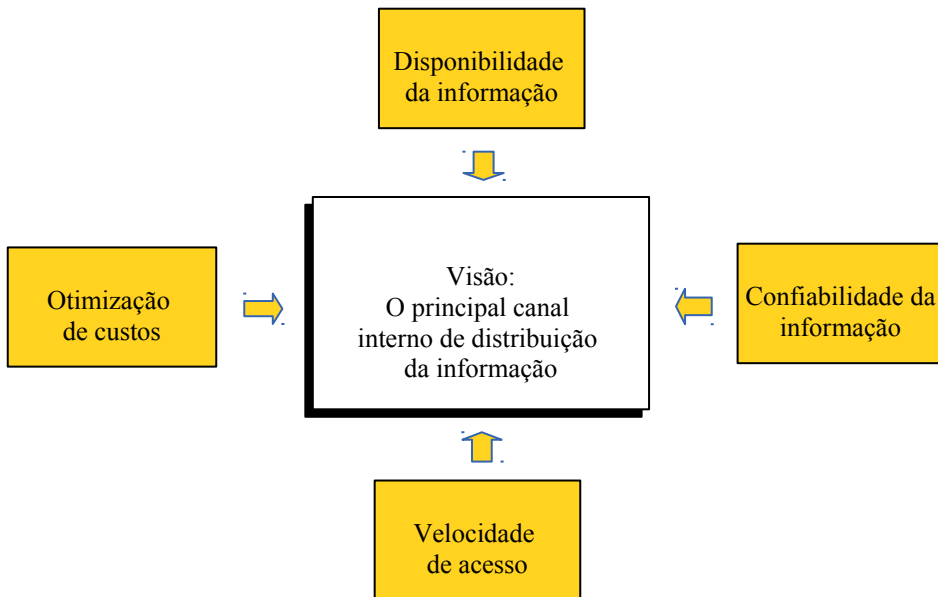 Disponibilidade
da informação
Otimização
de custos
Visão:
O principal canal
interno de distribuição
da informação
Confiabilidade da
informação
Velocidade
de acesso